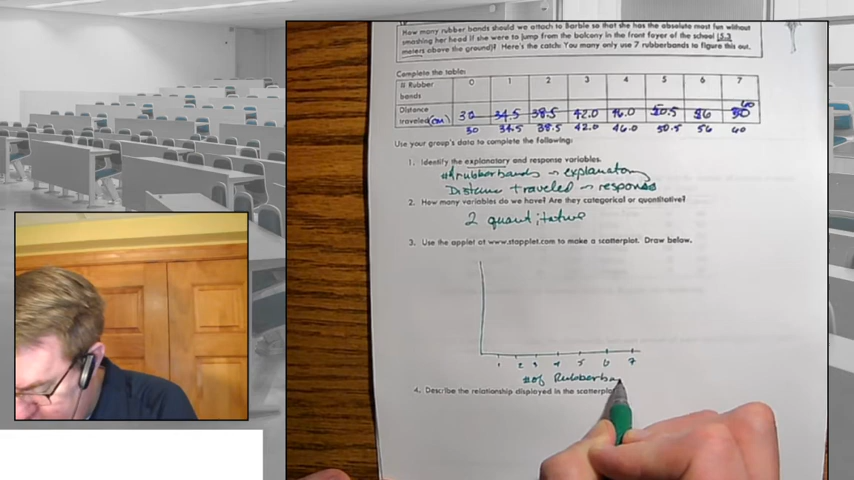 How many rubber bands should we attach to Barbie so that she has the absolute most fun without
smashing her head if she were to jump from the balcony in the front foyer of the school
meters above the ground? Here's the catch: You may only use 7 rubberbands to figure this out.
Complete the table:
# Rubber bands 0 1 2 3 4 5 6 7
60
Distance traveled (cm) 30 34.5 38.5 42.0 46.0 50.5 56
30 34.5 38.5 42.0 46.0 50.5 56 60
Use your group's data to complete the following:
1. Identify the explanatory and response variables.
# rubberbands → explanatory
Distance traveled → response
2. How many variables do we have? Are they categorical or quantitative?
2 quantitative
3. Use the applet at www.stapplet.com to make a scatterplot. Draw below.
1 2 3 4 5 6 7
# of Rubberba
4. Describe the relationship displayed in the scatterplot